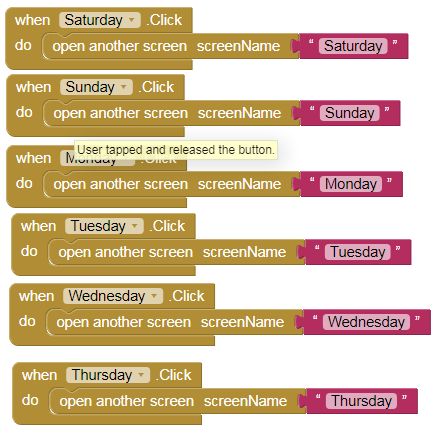 when Saturday .Click
do open another screen screenName " Saturday "
when Sunday .Click
do open another screen screenName " Sunday "
User tapped and released the button.
when Monday .Click
do open another screen screenName " Monday "
when Tuesday .Click
do open another screen screenName " Tuesday "
when Wednesday .Click
do open another screen screenName " Wednesday "
when Thursday .Click
do open another screen screenName " Thursday "